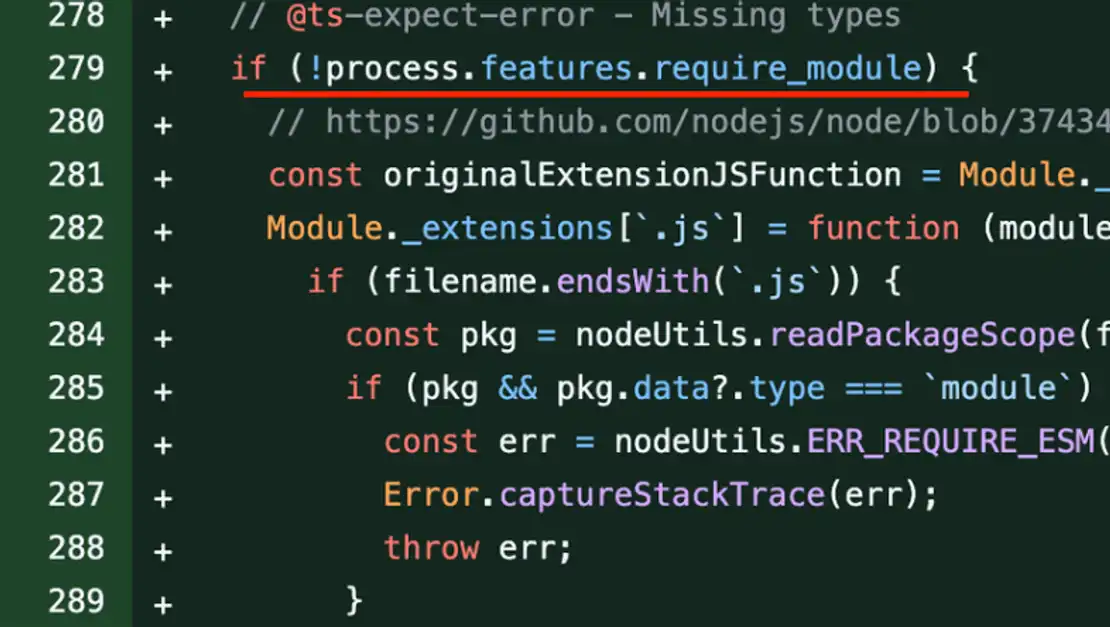 278 + // @ts-expect-error - Missing types
279 + if (!process.features.require_module) {
280 + // https://github.com/nodejs/node/blob/37434
281 + const originalExtensionJSFunction = Module._
282 + Module._extensions[`.js`] = function (module
283 + if (filename.endsWith(`.js`)) {
284 + const pkg = nodeUtils.readPackageScope(f
285 + if (pkg && pkg.data?.type === `module`)
286 + const err = nodeUtils.ERR_REQUIRE_ESM(
287 + Error.captureStackTrace(err);
288 + throw err;
289 + }